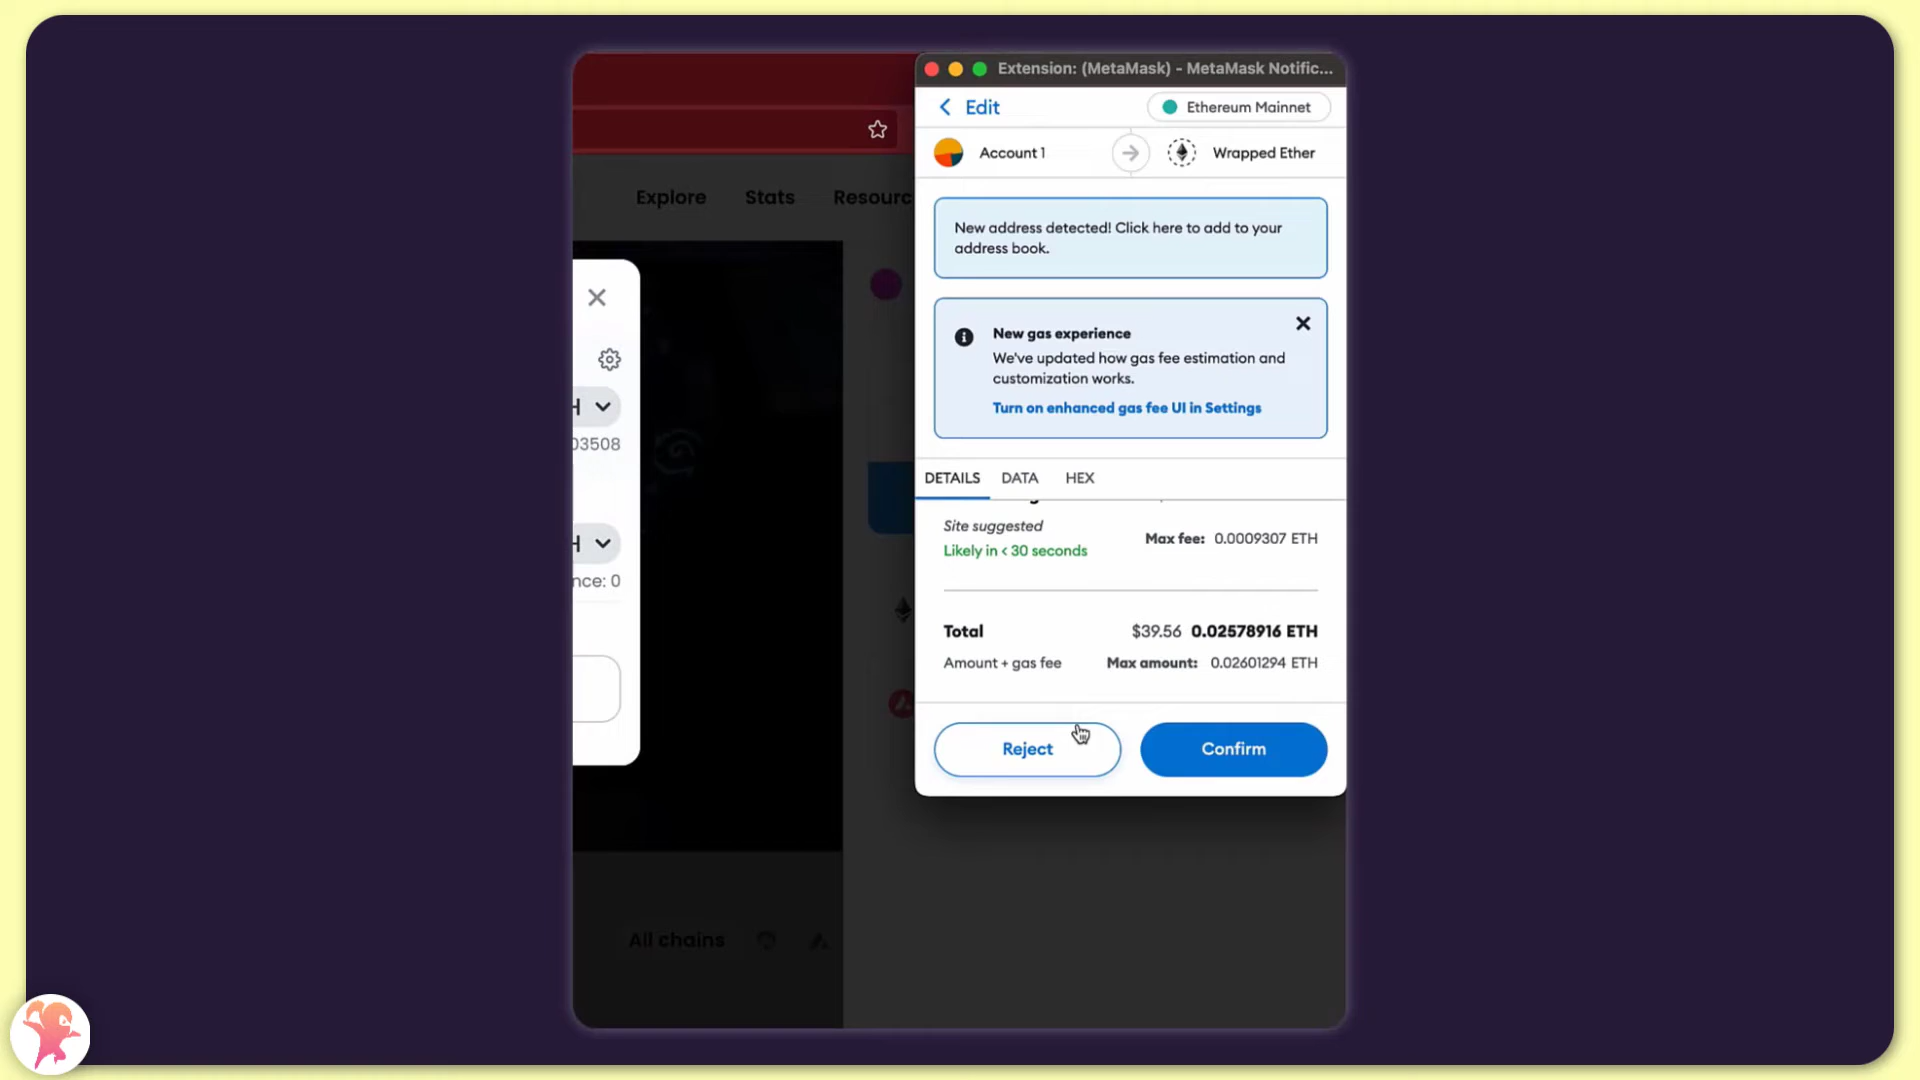 Extension: (MetaMask) - MetaMask Notific...
Edit
Ethereum Mainnet
Account 1
Wrapped Ether
Explore
Stats
Resourc
New address detected! Click here to add to your
address book.
New gas experience
We've updated how gas fee estimation and
customization works.
Turn on enhanced gas fee UI in Settings
H
03508
DETAILS
DATA
HEX
Site suggested
Max fee: 0.0009307 ETH
Likely in < 30 seconds
H
nce: 0
Total
$39.56 0.02578916 ETH
Amount + gas fee
Max amount: 0.02601294 ETH
Reject
Confirm
All chains